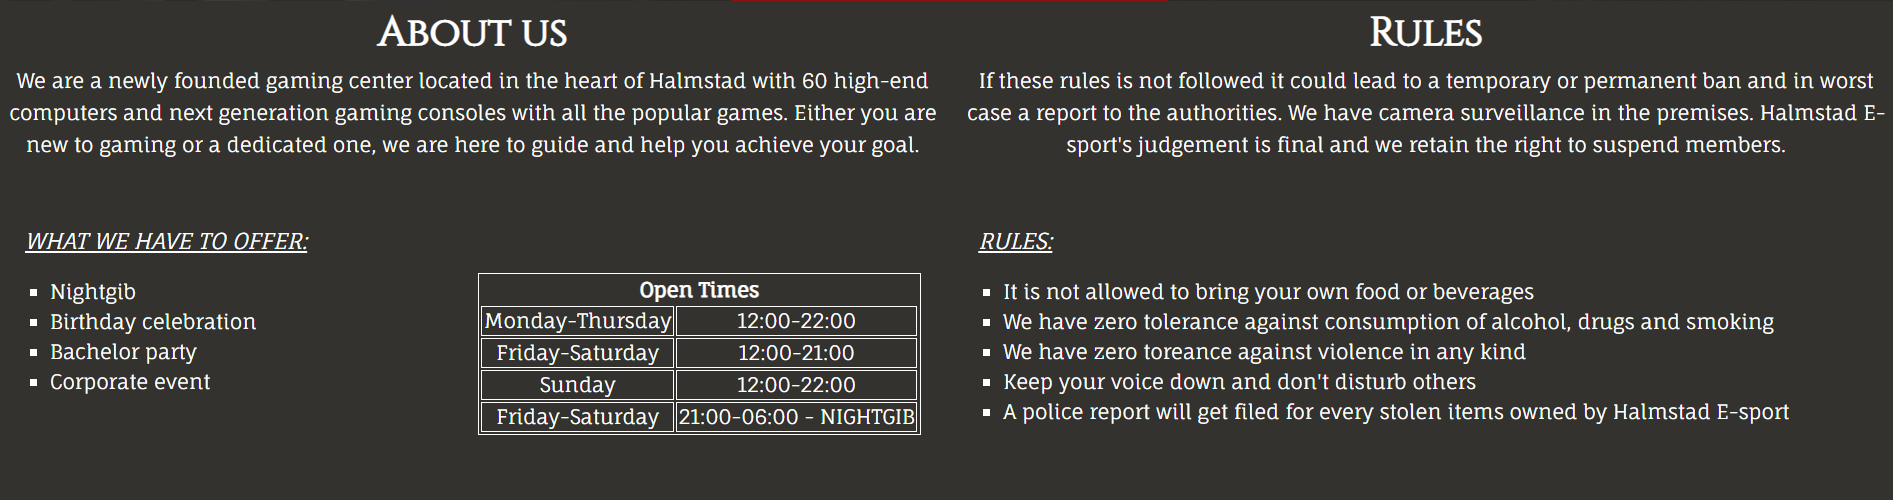 About us
We are a newly founded gaming center located in the heart of Halmstad with 60 high-end
computers and next generation gaming consoles with all the popular games. Either you are
new to gaming or a dedicated one, we are here to guide and help you achieve your goal.
WHAT WE HAVE TO OFFER:
Nightgib
Birthday celebration
Bachelor party
Corporate event
Open Times
Monday-Thursday 12:00-22:00
Friday-Saturday 12:00-21:00
Sunday 12:00-22:00
Friday-Saturday 21:00-06:00 - NIGHTGIB
Rules
If these rules is not followed it could lead to a temporary or permanent ban and in worst
case a report to the authorities. We have camera surveillance in the premises. Halmstad E-
sport's judgement is final and we retain the right to suspend members.
RULES:
It is not allowed to bring your own food or beverages
We have zero tolerance against consumption of alcohol, drugs and smoking
We have zero toreance against violence in any kind
Keep your voice down and don't disturb others
A police report will get filed for every stolen items owned by Halmstad E-sport